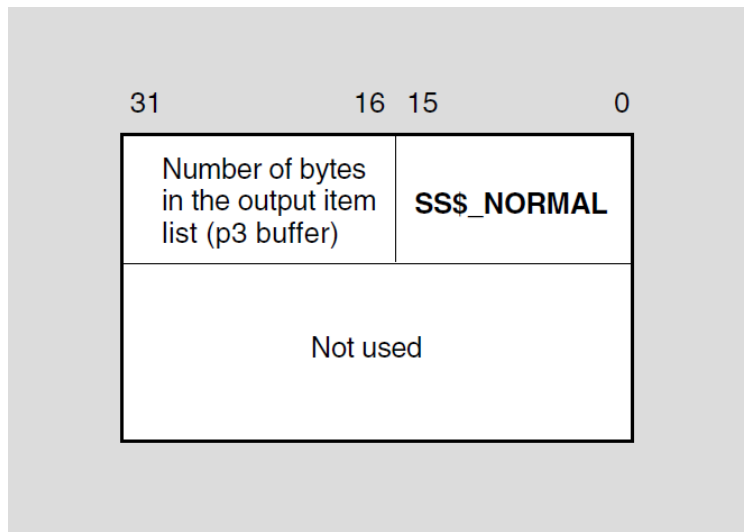 31 16 15 0
Number of bytes
in the output item
list (p3 buffer)
SS$_NORMAL
Not used